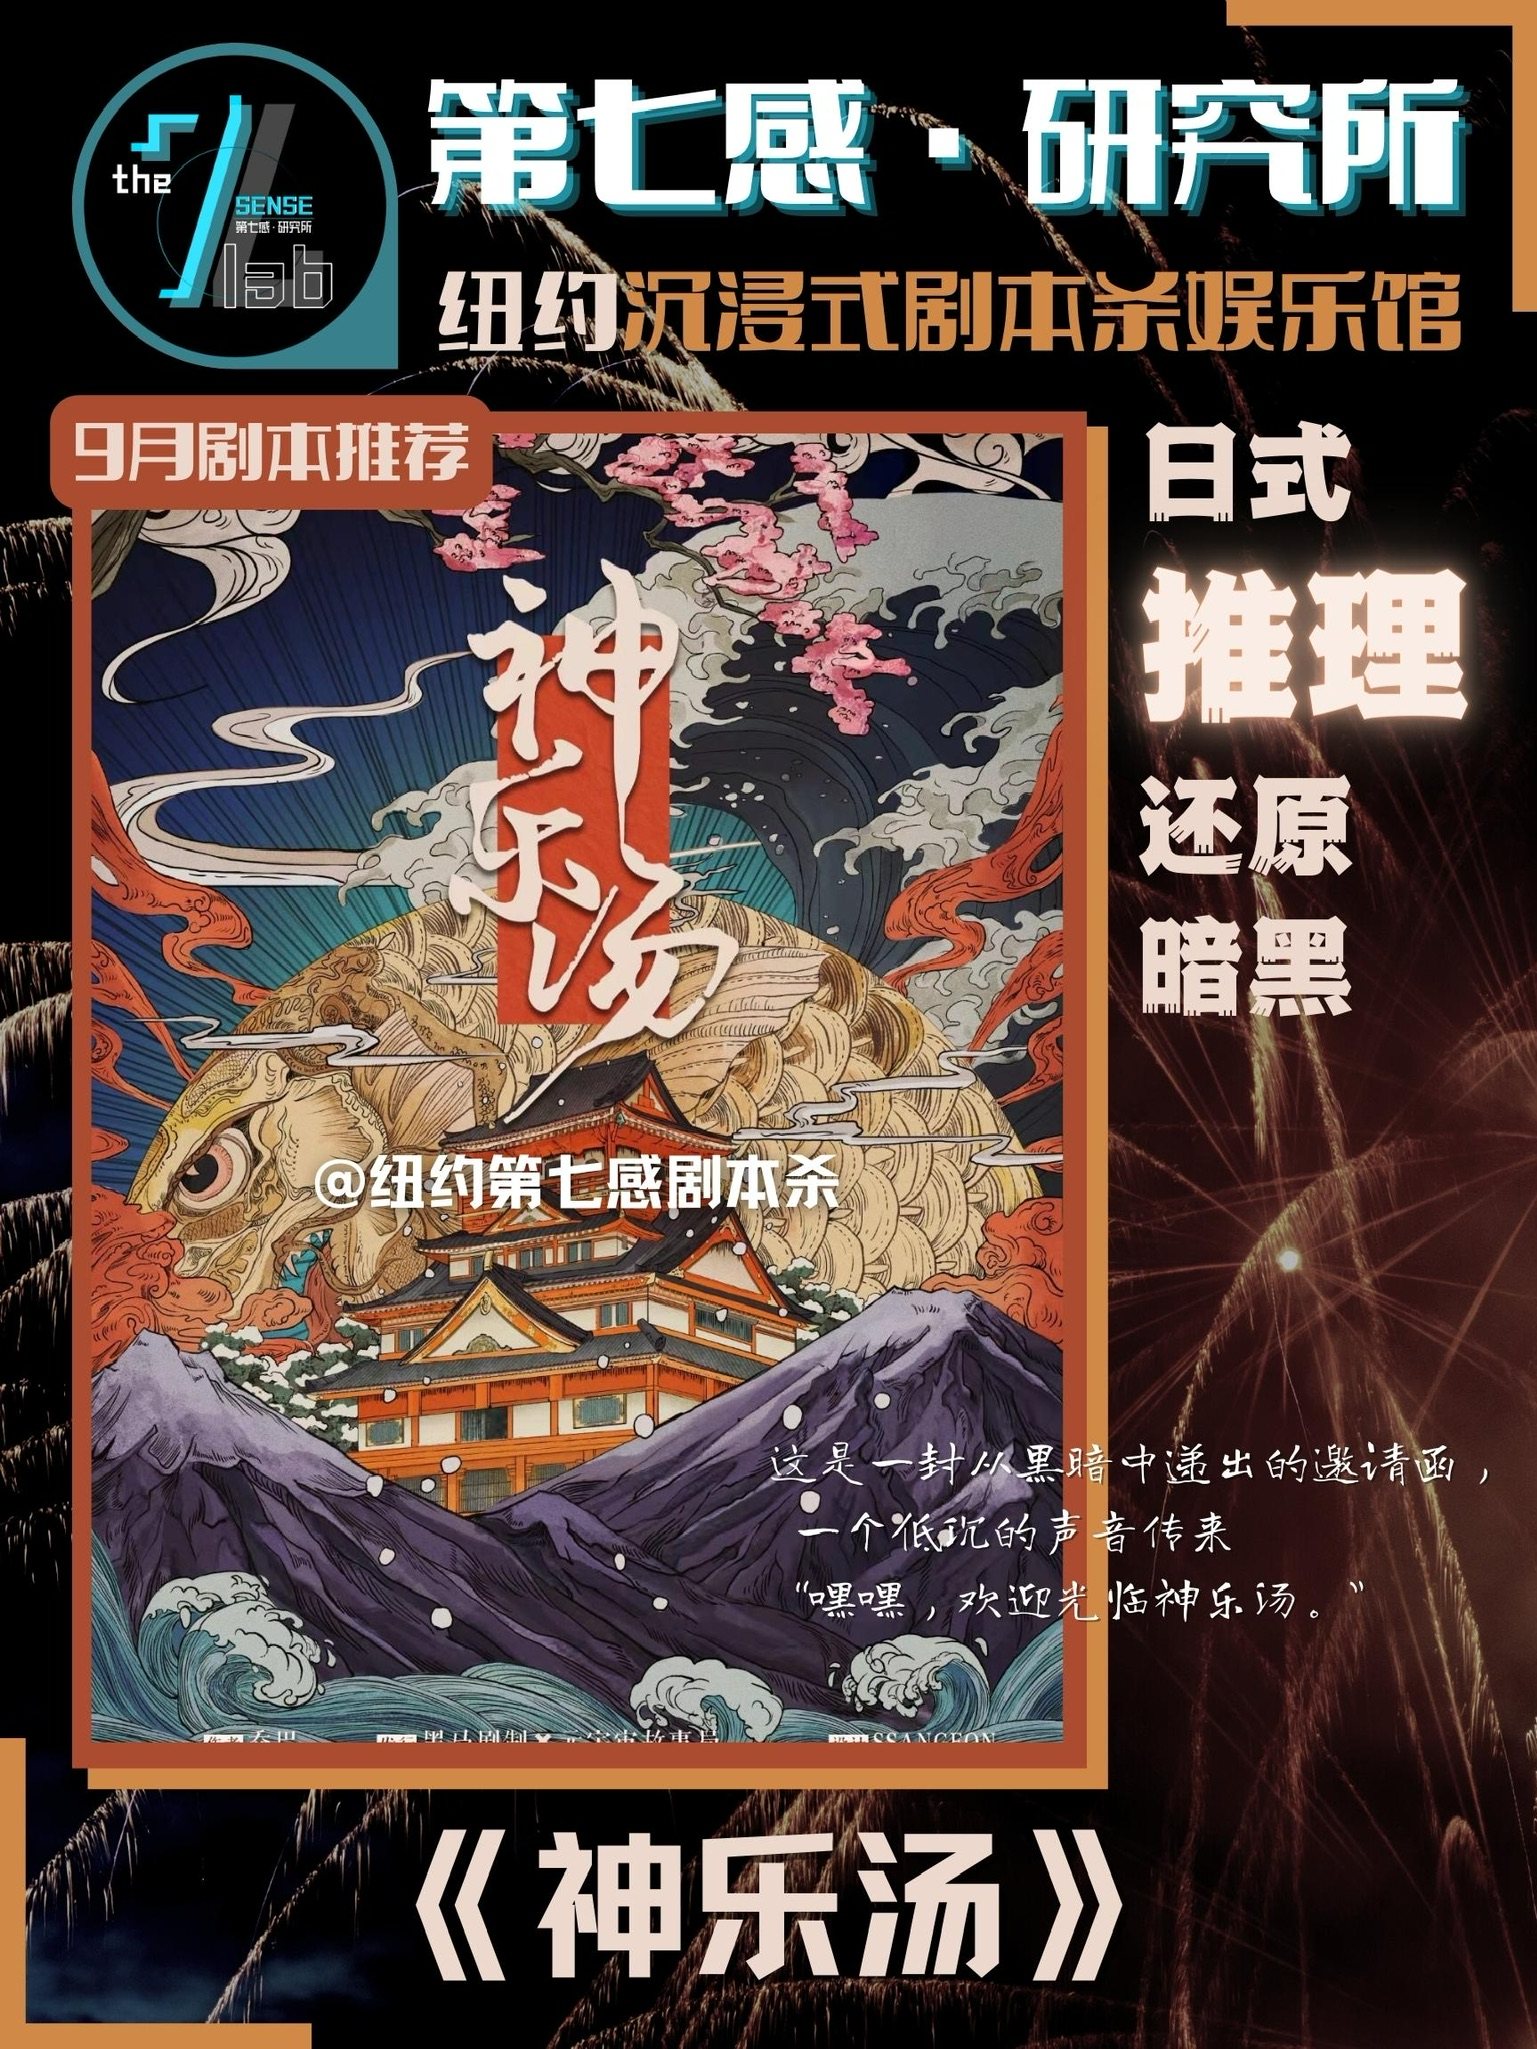 the
SENSE
第七感·研究所
lab
第七感·研究所
纽约沉浸式剧本杀娱乐馆
9月剧本推荐
日式
推理
还原
暗黑
神乐汤
@纽约第七感剧本杀
这是一封从黑暗中递出的邀请函，
一个低沉的声音传来
“嘿嘿，欢迎光临神乐汤。”
SSANGEON
《神乐汤》